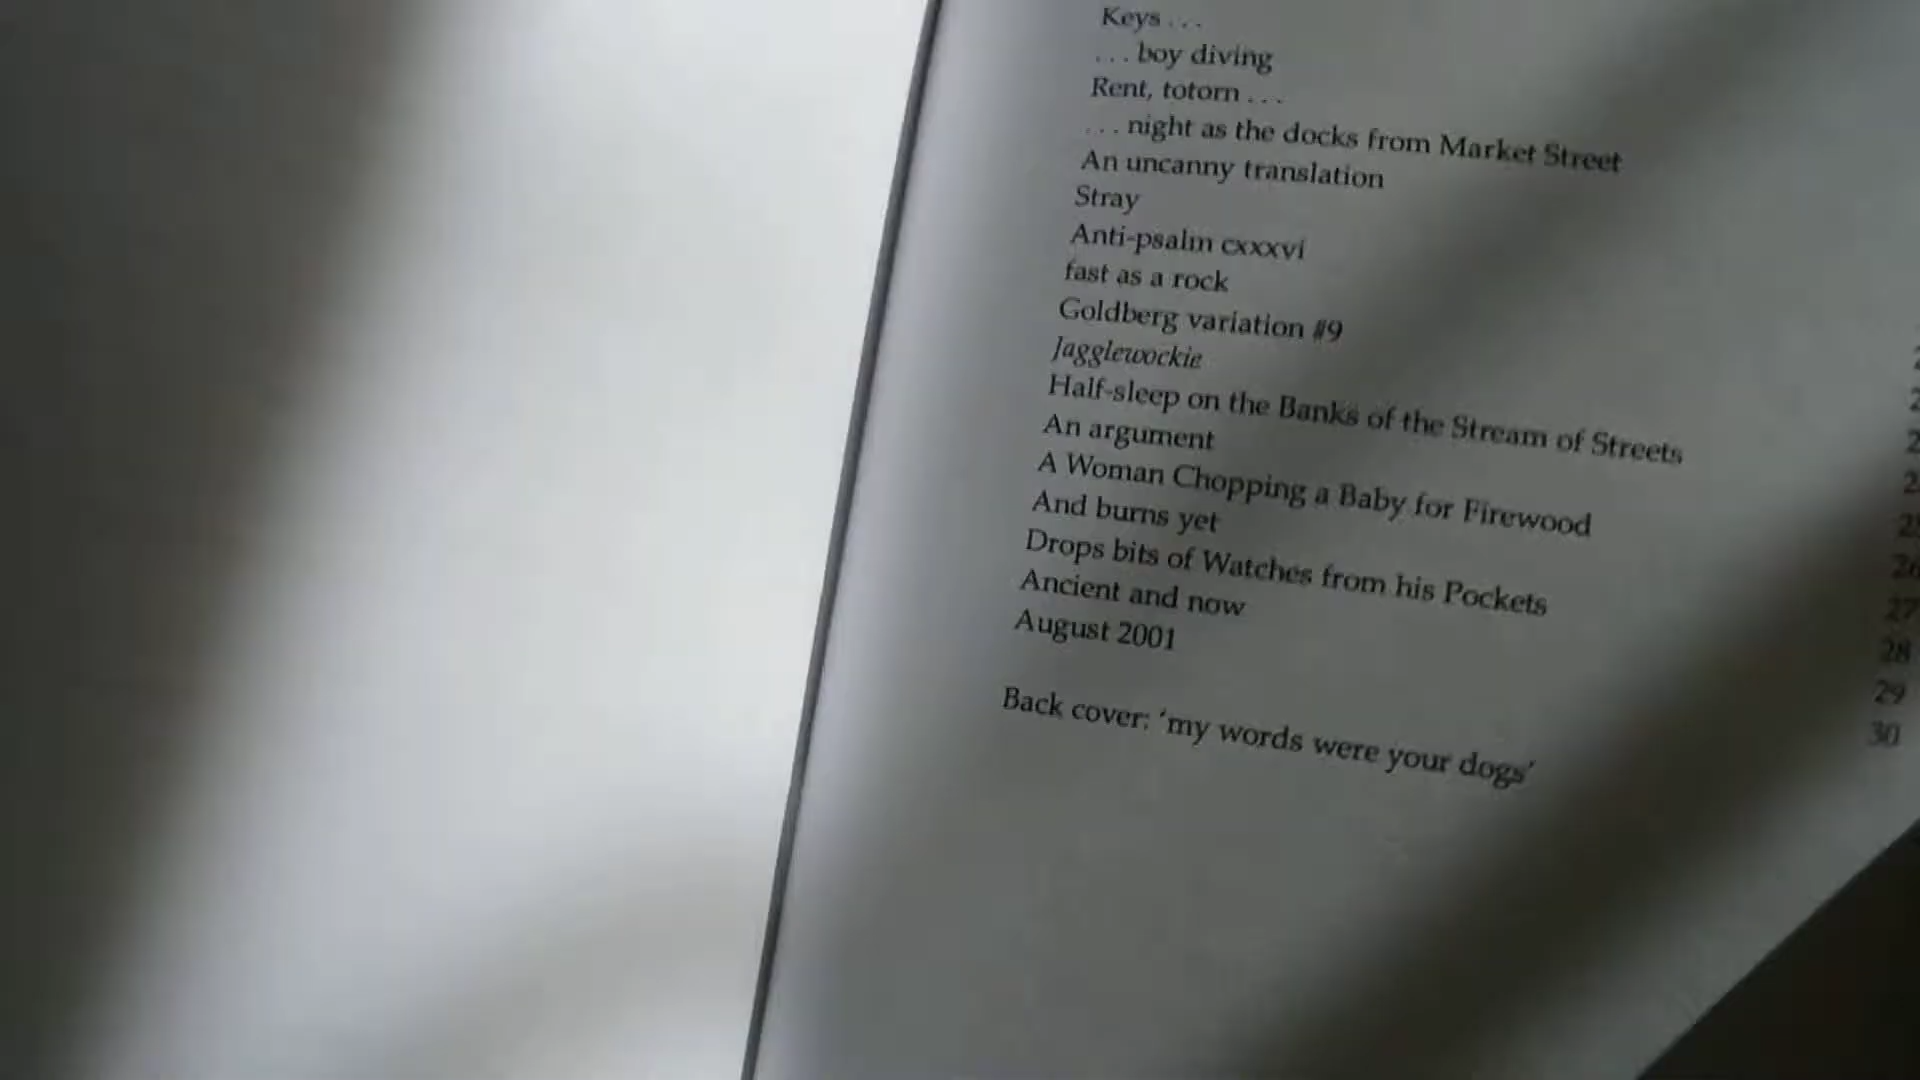 Keys . . .
. . . boy diving
Rent, totorn . . .
. . . night as the docks from Market Street
An uncanny translation
Stray
Anti-psalm cxxxvi
fast as a rock
Goldberg variation #9
Jagglewockie
Half-sleep on the Banks of the Stream of Streets
An argument
A Woman Chopping a Baby for Firewood
And burns yet
Drops bits of Watches from his Pockets
Ancient and now
August 2001
26
27
28
29
30
Back cover: ‘my words were your dogs’